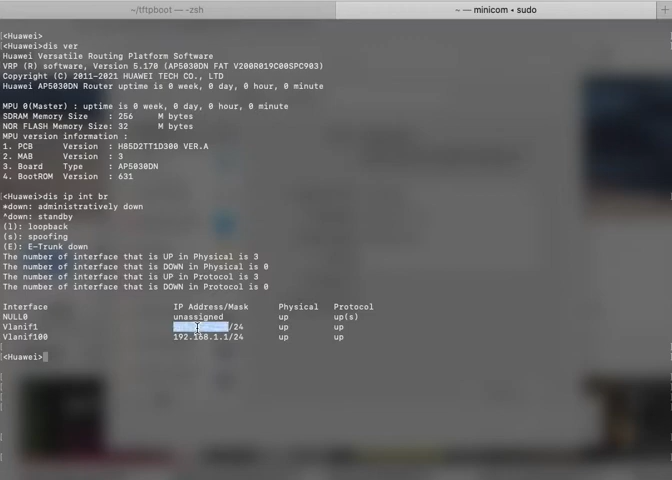 ~/tftpboot — -zsh
~ — minicom • sudo
<Huawei>
<Huawei>dis ver
Huawei Versatile Routing Platform Software
VRP (R) software, Version 5.170 (AP5030DN FAT V200R019C00SPC903)
Copyright (C) 2011-2021 HUAWEI TECH CO., LTD
Huawei AP5030DN Router uptime is 0 week, 0 day, 0 hour, 0 minute
MPU 0(Master) : uptime is 0 week, 0 day, 0 hour, 0 minute
SDRAM Memory Size : 256 M bytes
NOR FLASH Memory Size: 32 M bytes
MPU version information :
1. PCB Version : H85D2TT1D300 VER.A
2. MAB Version : 3
3. Board Type : AP5030DN
4. BootROM Version : 631
<Huawei>dis ip int br
*down: administratively down
^down: standby
(l): loopback
(s): spoofing
(E): E-Trunk down
The number of interface that is UP in Physical is 3
The number of interface that is DOWN in Physical is 0
The number of interface that is UP in Protocol is 3
The number of interface that is DOWN in Protocol is 0
Interface IP Address/Mask Physical Protocol
NULL0 unassigned up up(s)
Vlanif1 /24 up up
Vlanif100 192.168.1.1/24 up up
<Huawei>